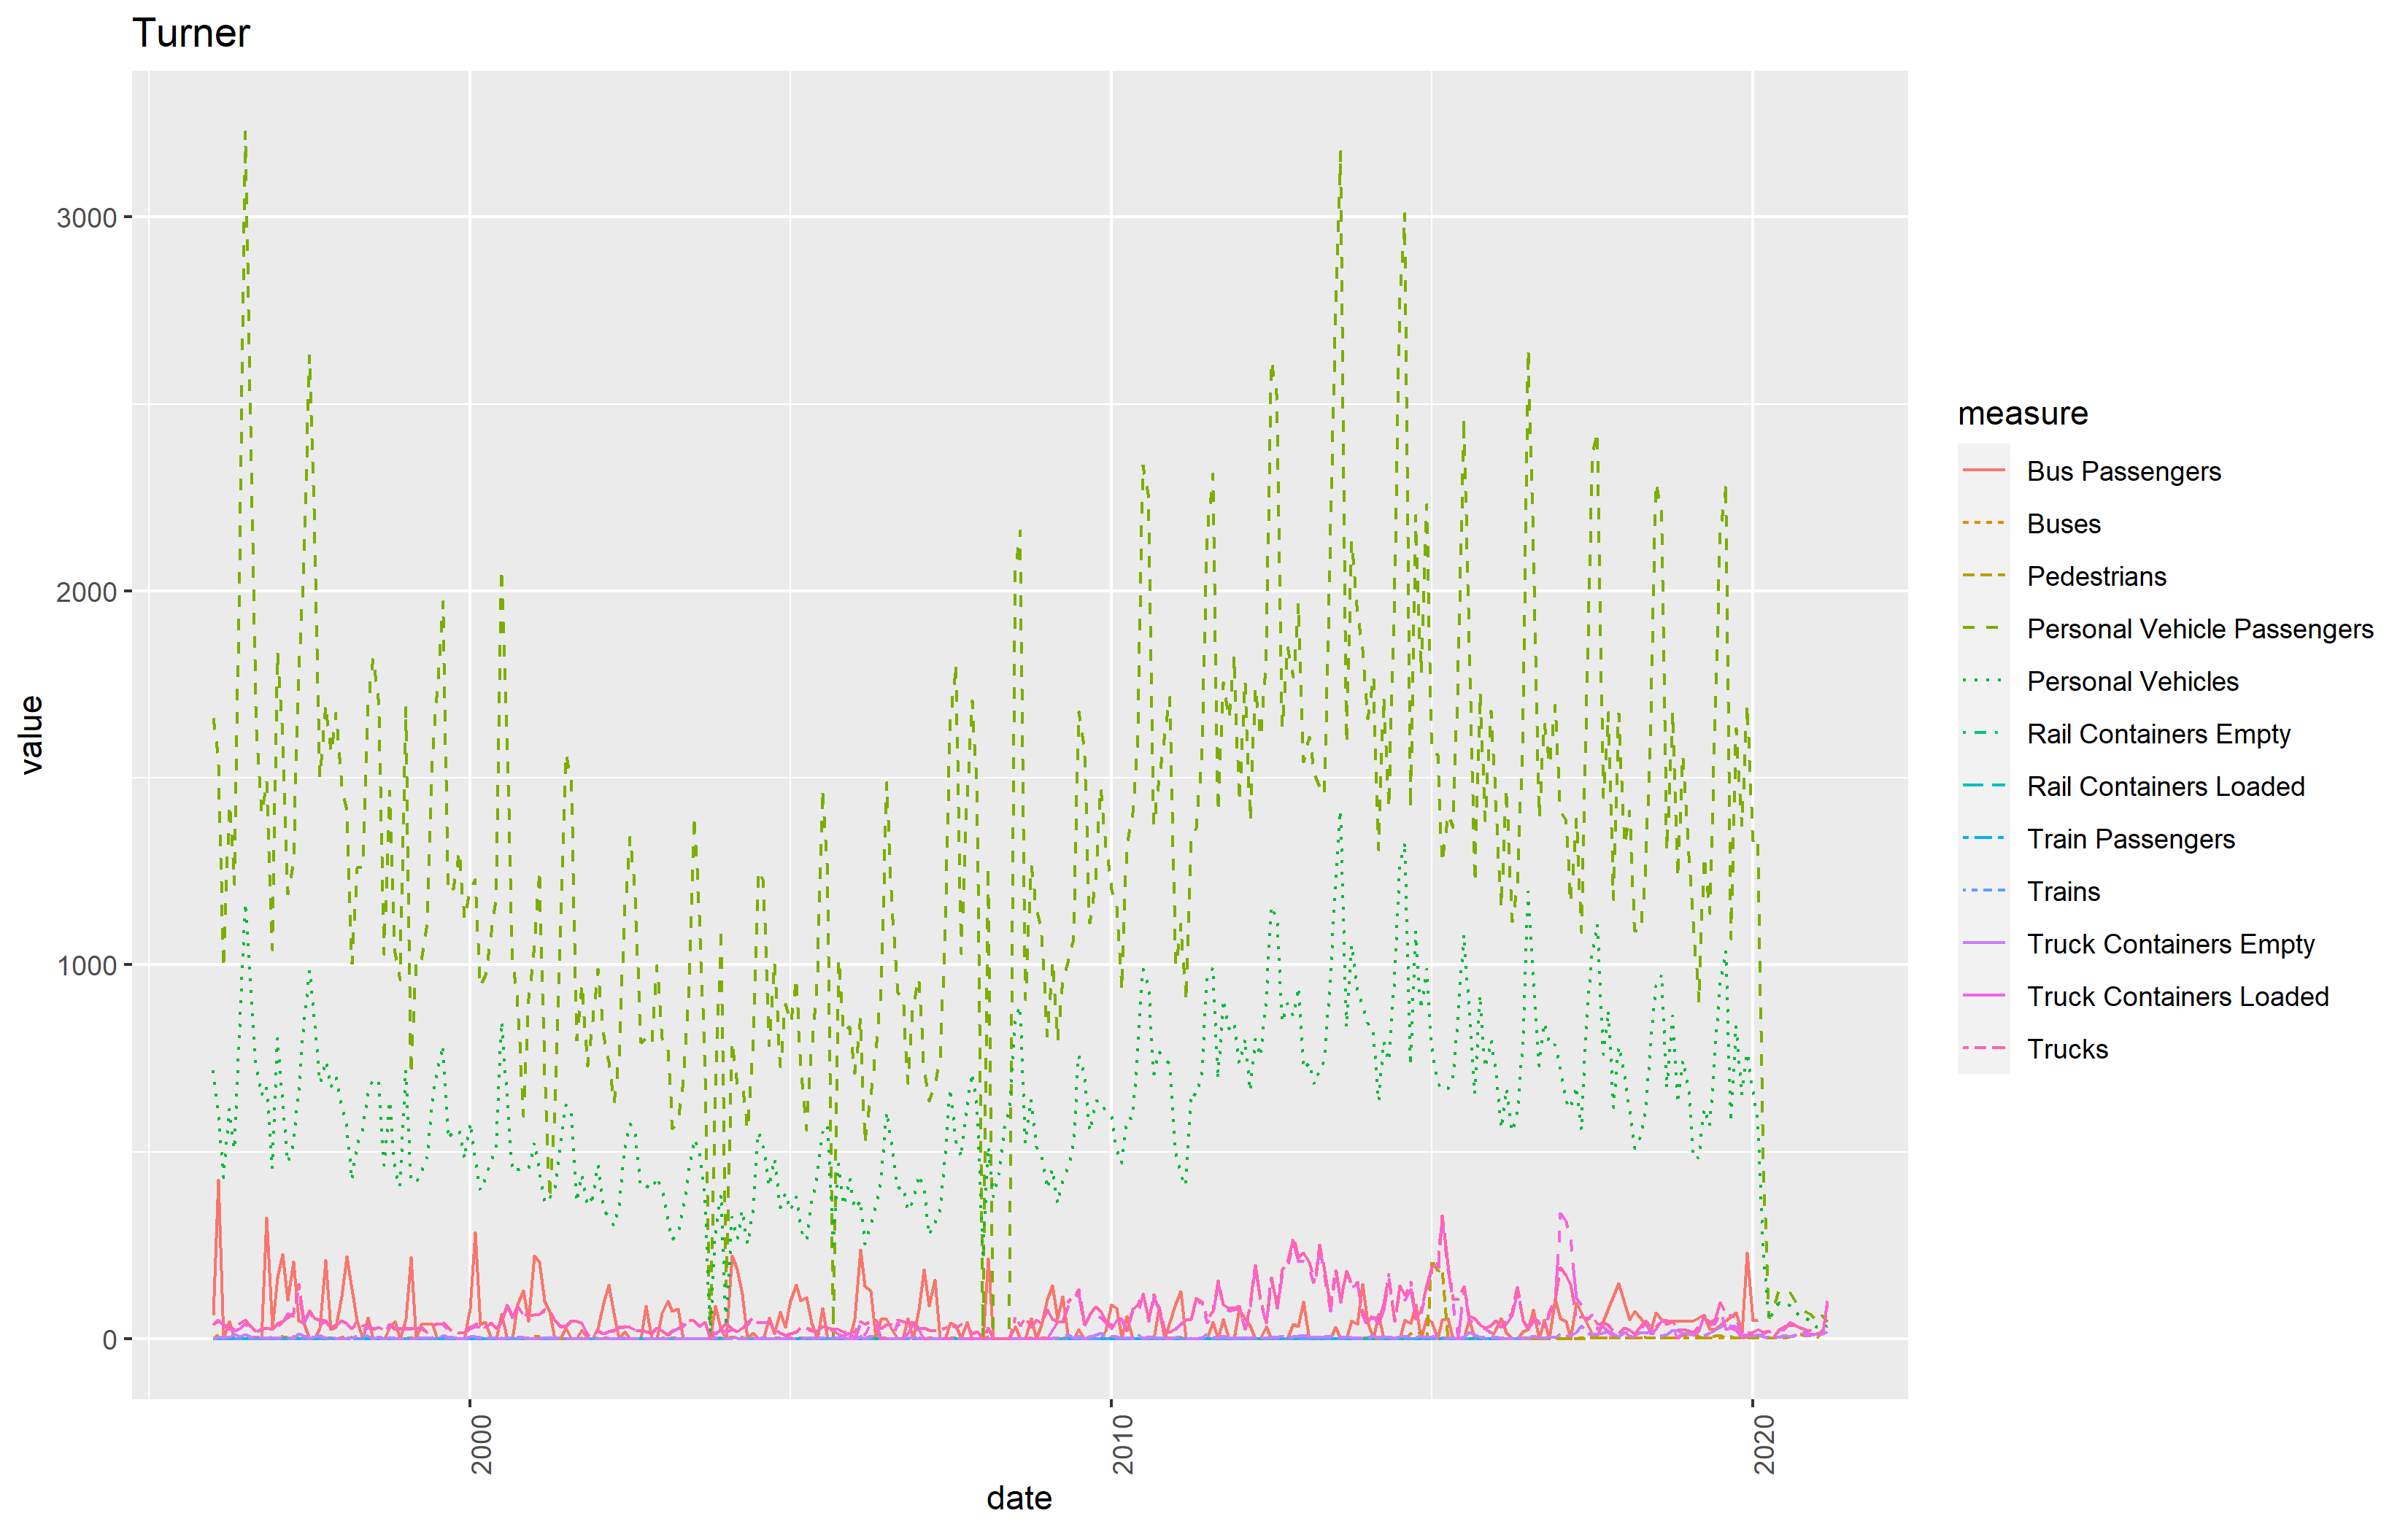 Turner
3000
2000
1000
0
value
2000
2010
2020
date
measure
Bus Passengers
Buses
Pedestrians
Personal Vehicle Passengers
Personal Vehicles
Rail Containers Empty
Rail Containers Loaded
Train Passengers
Trains
Truck Containers Empty
Truck Containers Loaded
Trucks